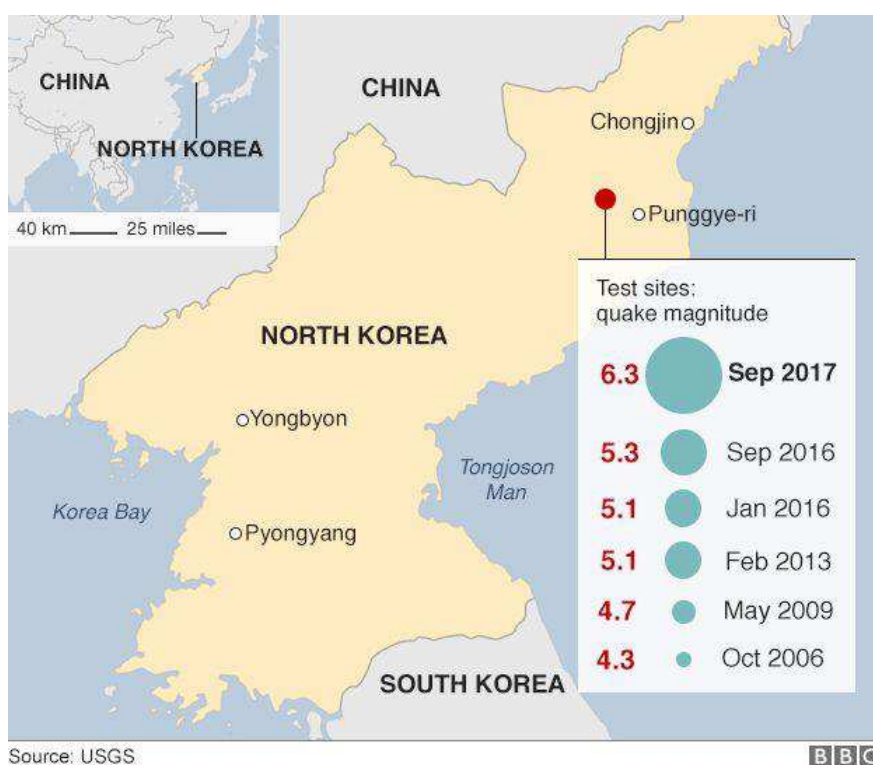 CHINA
NORTH KOREA
40 km 25 miles
CHINA
Chongjin
Punggye-ri
NORTH KOREA
Yongbyon
Tongjoson
Man
Korea Bay
Pyongyang
SOUTH KOREA
Test sites:
quake magnitude
6.3 Sep 2017
5.3 Sep 2016
5.1 Jan 2016
5.1 Feb 2013
4.7 May 2009
4.3 Oct 2006
Source: USGS
BBC